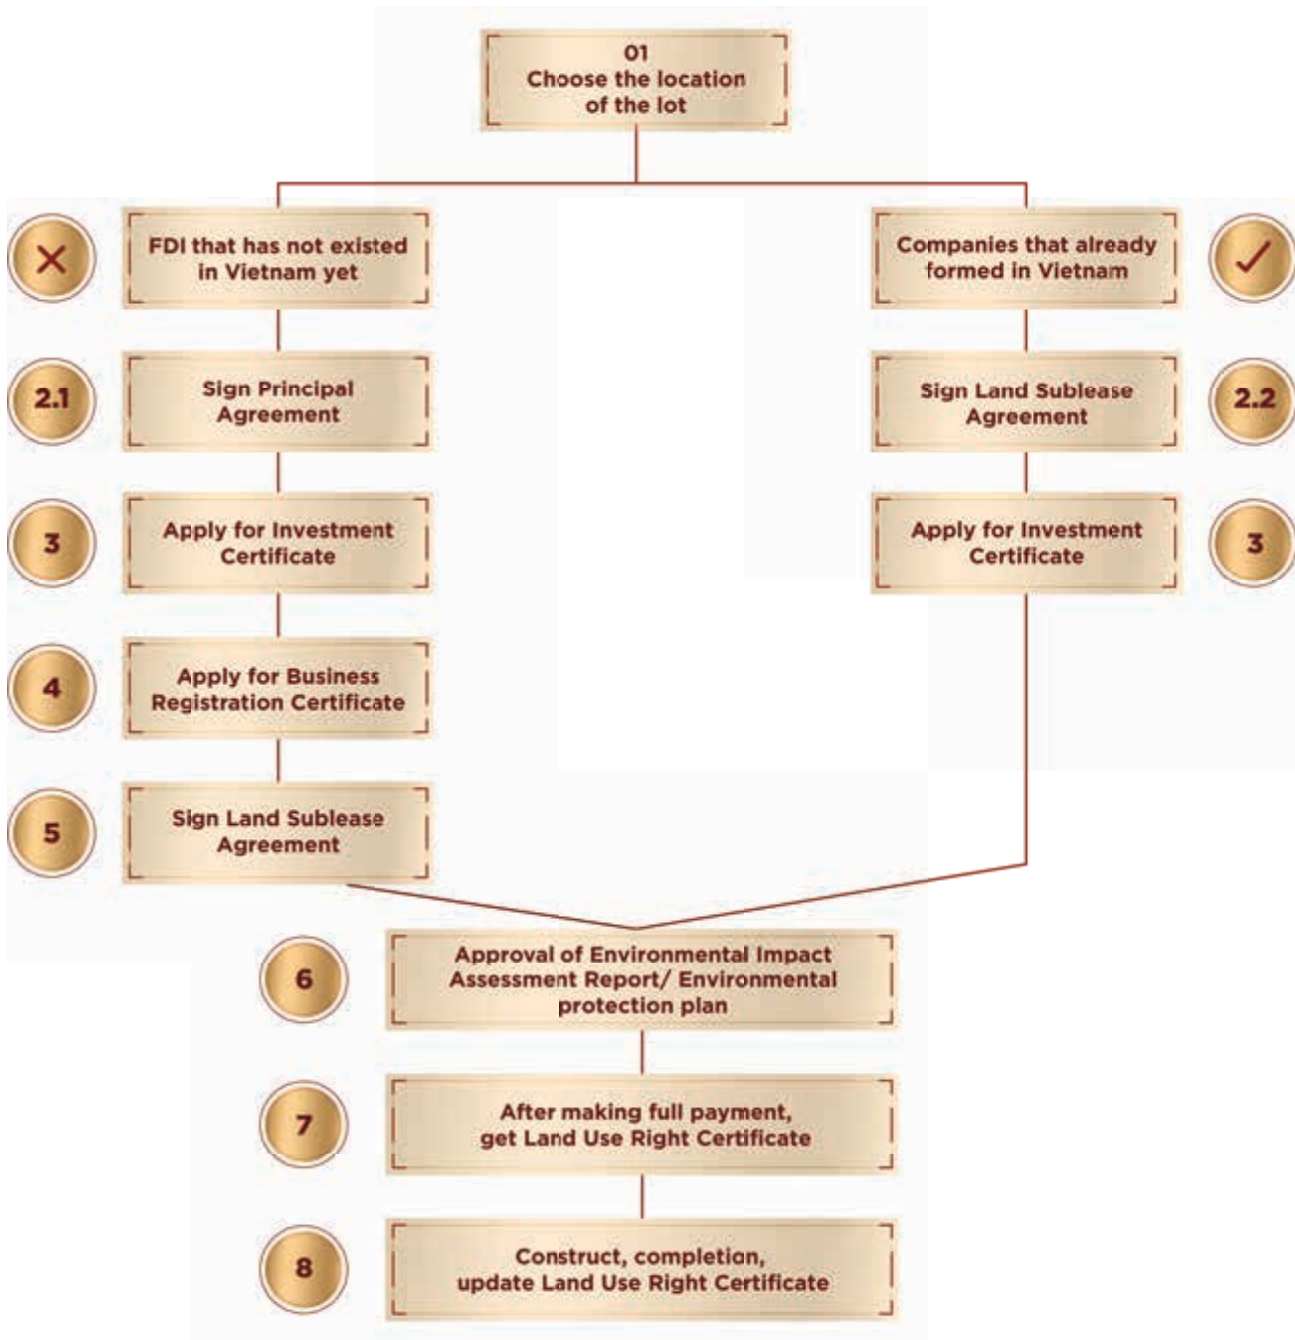 01
Choose the location
of the lot
FDI that has not existed
in Vietnam yet
Companies that already
formed in Vietnam
2.1
Sign Principal
Agreement
Sign Land Sublease
Agreement
2.2
3
Apply for Investment
Certificate
Apply for Investment
Certificate
3
4
Apply for Business
Registration Certificate
5
Sign Land Sublease
Agreement
6
Approval of Environmental Impact
Assessment Report/ Environmental
protection plan
7
After making full payment,
get Land Use Right Certificate
8
Construct, completion,
update Land Use Right Certificate